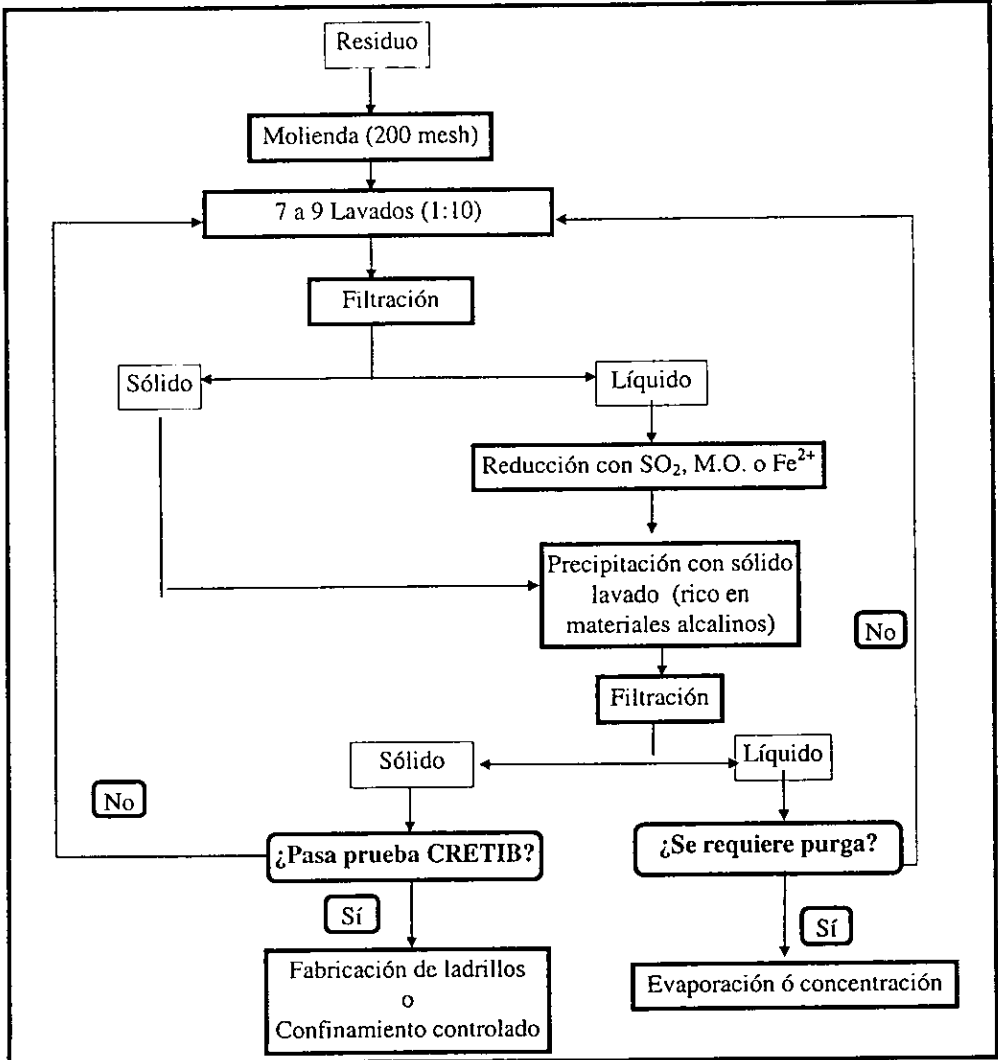 Residuo
Molienda (200 mesh)
7 a 9 Lavados (1:10)
Filtración
Sólido
Líquido
Reducción con SO₂, M.O. o Fe²⁺
Precipitación con sólido
lavado (rico en
materiales alcalinos)
No
Filtración
Sólido
Líquido
No
¿Pasa prueba CRETIB?
¿Se requiere purga?
Sí
Sí
Fabricación de ladrillos
o
Confinamiento controlado
Evaporación ó concentración